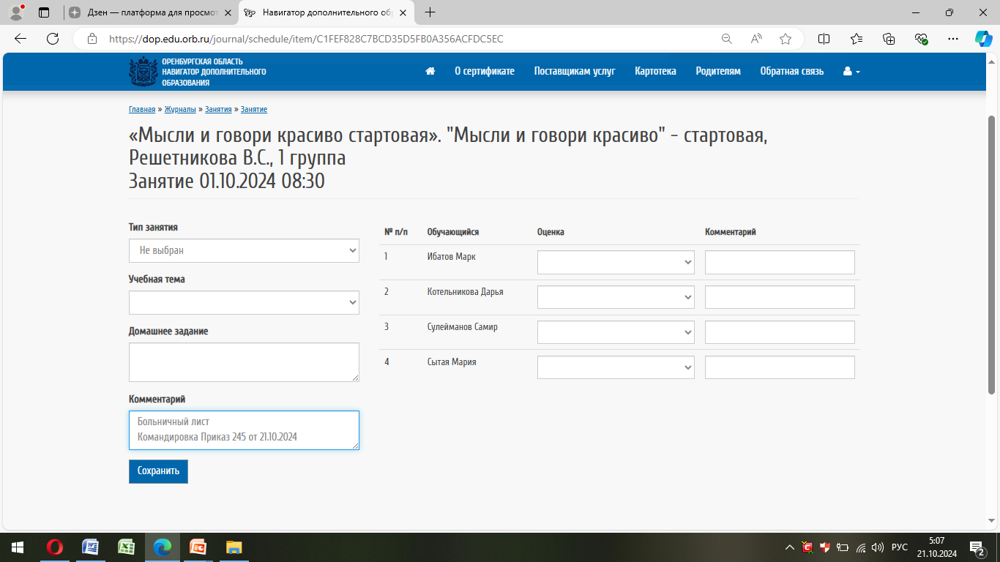 Дзен — платформа для просмот
Навигатор дополнительного обр
https://dop.edu.orb.ru/journal/schedule/item/C1FEF828C7BCD35D5FB0A356ACFDC5EC
ОРЕНБУРГСКАЯ ОБЛАСТЬ
НАВИГАТОР ДОПОЛНИТЕЛЬНОГО
ОБРАЗОВАНИЯ
О сертификате Поставщикам услуг Картотека Родителям Обратная связь
Главная » Журналы » Занятия » Занятие
«Мысли и говори красиво стартовая». "Мысли и говори красиво" - стартовая,
Решетникова В.С., 1 группа
Занятие 01.10.2024 08:30
Тип занятия
Не выбран
Учебная тема
Домашнее задание
Комментарий
Больничный лист
Командировка Приказ 245 от 21.10.2024
Сохранить
№ п/п Обучающийся Оценка Комментарий
1 Ибатов Марк
2 Котельникова Дарья
3 Сулейманов Самир
4 Сытая Мария
РУС
5:07
21.10.2024
2